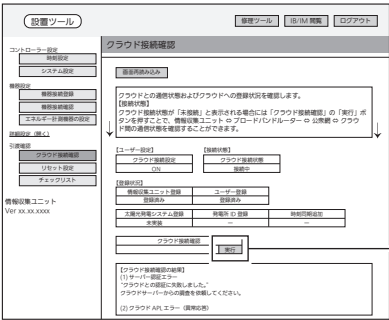 設置ツール
修理ツール
IB/IM 閲覧
ログアウト
コントローラー設定
時刻設定
システム設定
機器設定
機器接続登録
機器接続確認
エネルギー計測機器の設定
詳細設定（開く）
引渡確認
クラウド接続確認
リセット設定
チェックリスト
情報収集ユニット
Ver xx.xx.xxxx
クラウド接続確認
画面再読み込み
クラウドとの通信状態およびクラウドへの登録状況を確認します。
【接続状態】
クラウド接続状態が「未接続」と表示される場合には「クラウド接続確認」の「実行」ボ
タンを押すことで、情報収集ユニット ⇔ ブロードバンドルーター ⇔ 公衆網 ⇔ クラウ
ド間の通信状態を確認することができます。
【ユーザー設定】 【接続状態】
クラウド接続設定 クラウド接続状態
ON 接続中
【登録状況】
情報収集ユニット登録 ユーザー登録
登録済み 登録済み
太陽光発電システム登録 発電所 ID 登録 時刻同期追加
未実装 ー ー
クラウド接続確認
実行
【クラウド接続確認の結果】
(1) サーバー認証エラー
"クラウドとの認証に失敗しました。"
クラウドサーバーからの調査を依頼してください。
(2) クラウド APL エラー（異常応答）